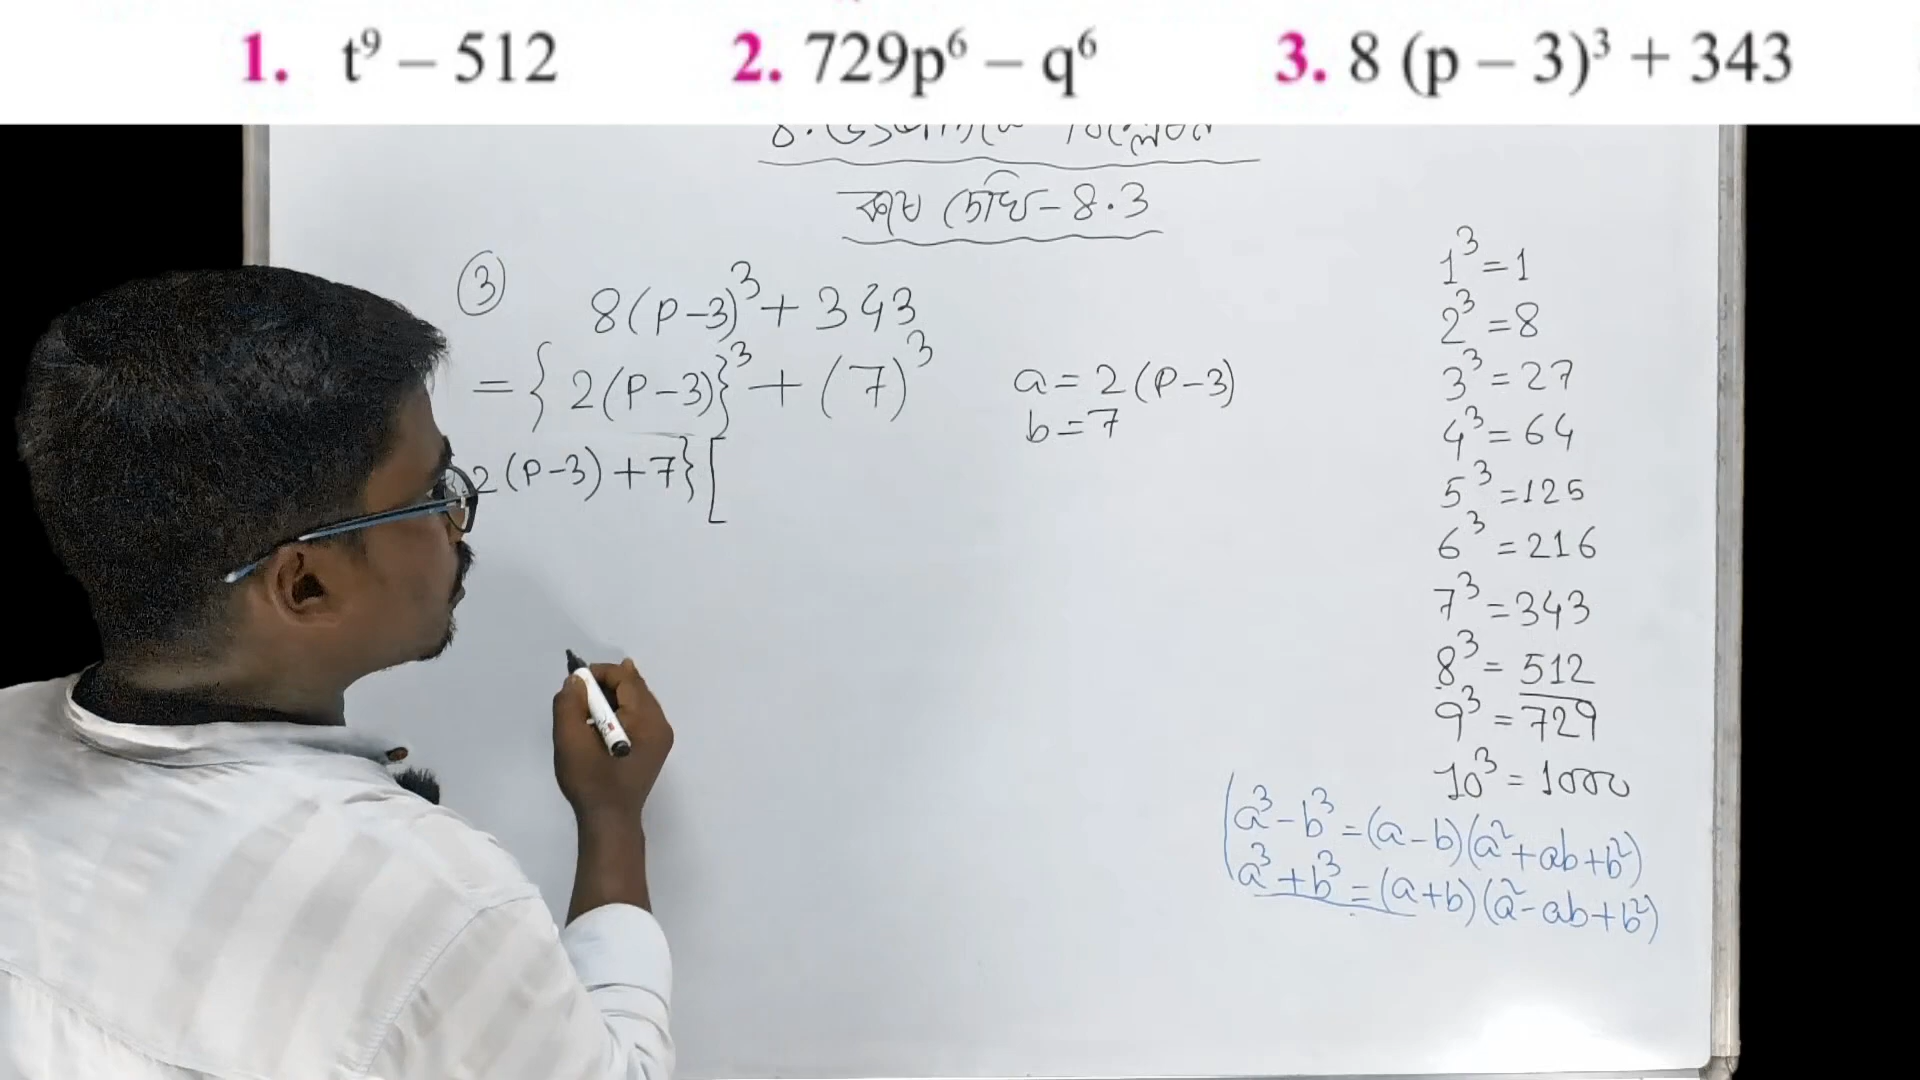 1. t⁹ – 512 2. 729p⁶ – q⁶ 3. 8 (p – 3)³ + 343
কষে দেখি – 8.3
③ 8(p-3)³ + 343
= {2(p-3)}³ + (7)³
2(p-3) + 7} [
a = 2(p-3)
b = 7
1³ = 1
2³ = 8
3³ = 27
4³ = 64
5³ = 125
6³ = 216
7³ = 343
8³ = 512
9³ = 729
10³ = 1000
a³ - b³ = (a-b)(a²+ab+b²)
a³ + b³ = (a+b)(a²-ab+b²)